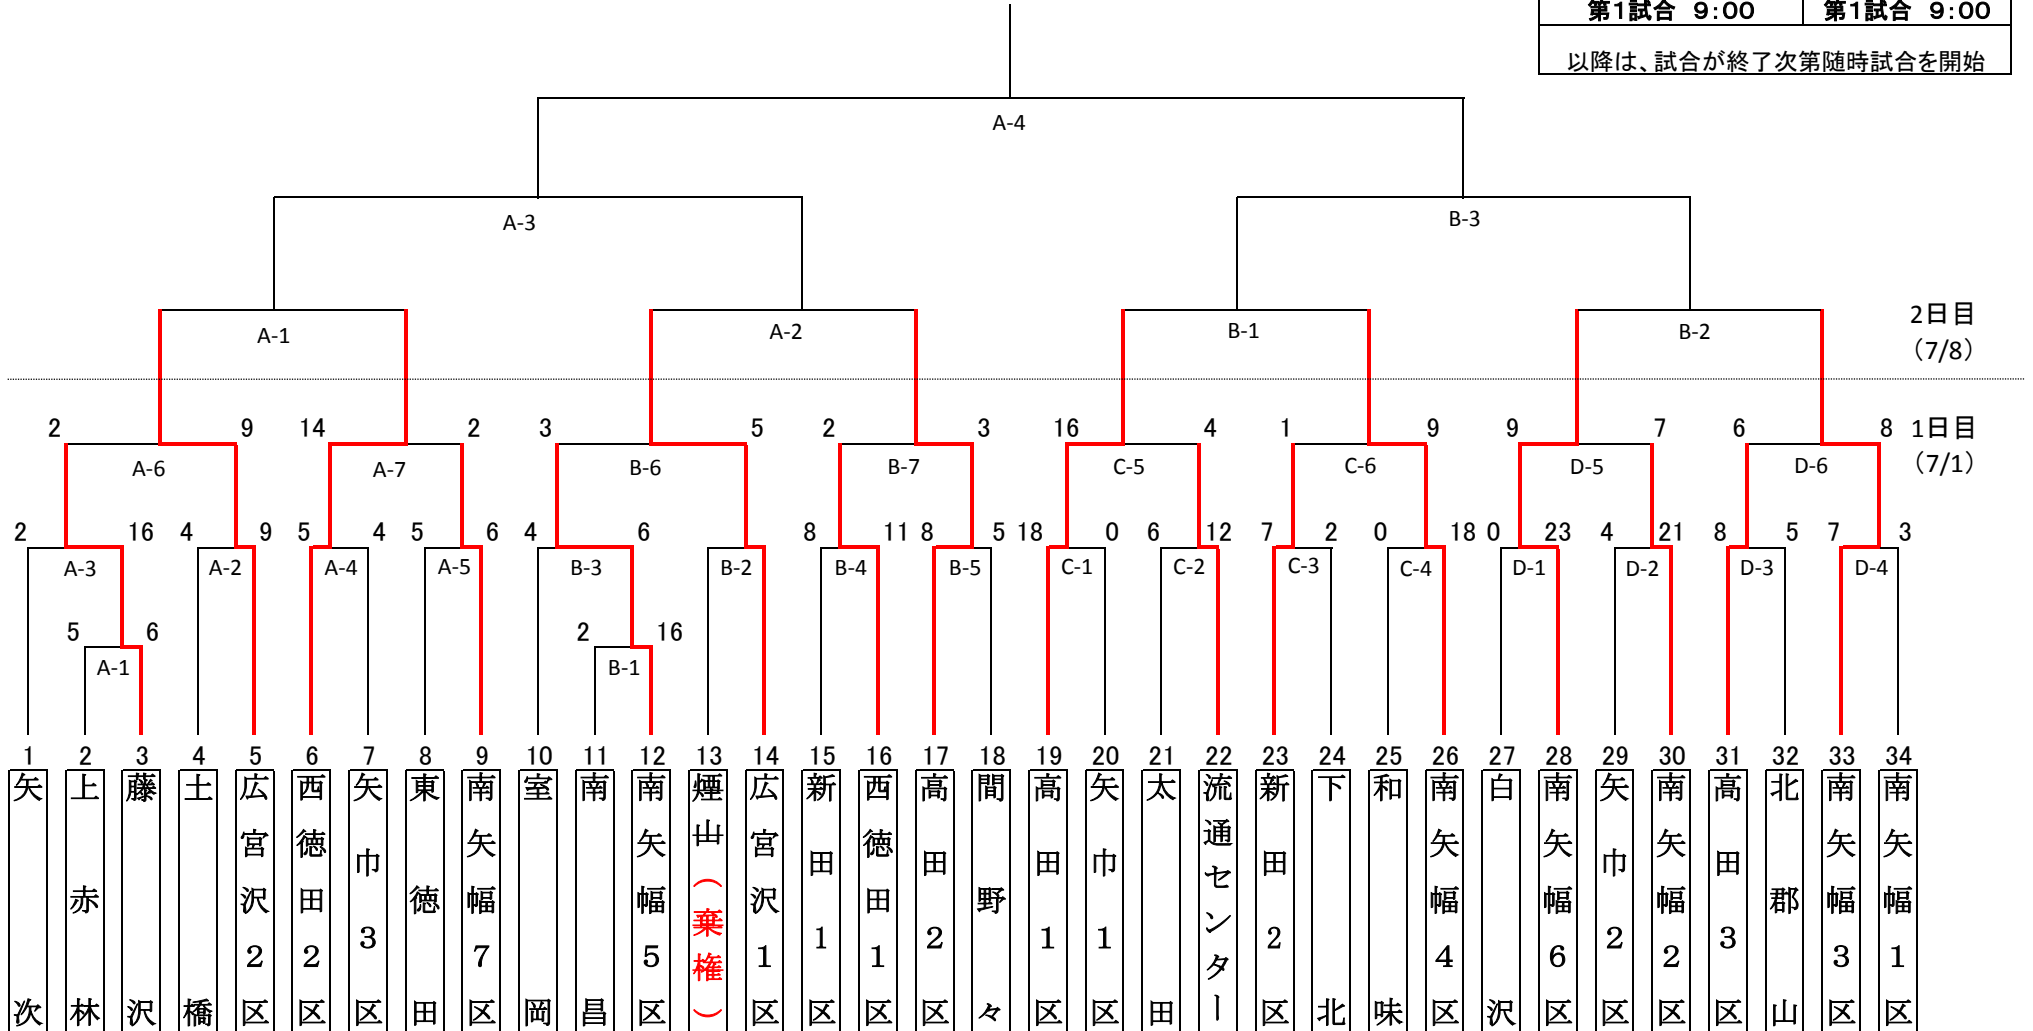 第1試合 9:00 第1試合 9:00
以降は、試合が終了次第随時試合を開始
A-4
A-3 B-3
A-1 A-2 B-1 B-2
2日目
(7/8)
2 9 14 2 3 5 2 3 16 4 1 9 9 7 6 8
1日目
(7/1)
A-6 A-7 B-6 B-7 C-5 C-6 D-5 D-6
2 16 4 9 5 4 5 6 4 6 8 11 8 5 18 0 6 12 7 2 0 18 0 23 4 21 8 5 7 3
A-3 A-2 A-4 A-5 B-3 B-2 B-4 B-5 C-1 C-2 C-3 C-4 D-1 D-2 D-3 D-4
5 6 2 16
A-1 B-1
1 2 3 4 5 6 7 8 9 10 11 12 13 14 15 16 17 18 19 20 21 22 23 24 25 26 27 28 29 30 31 32 33 34
矢次
上赤林
藤沢
土橋
広宮沢2区
西徳田2区
矢巾3区
東徳田
南矢幅7区
室岡
南昌
南矢幅5区
煙山(棄権)
広宮沢1区
新田1区
西徳田1区
高田2区
間野々
高田1区
矢巾1区
太田
流通センター
新田2区
下北
和味
南矢幅4区
白沢
南矢幅6区
矢巾2区
南矢幅2区
高田3区
北郡山
南矢幅3区
南矢幅1区